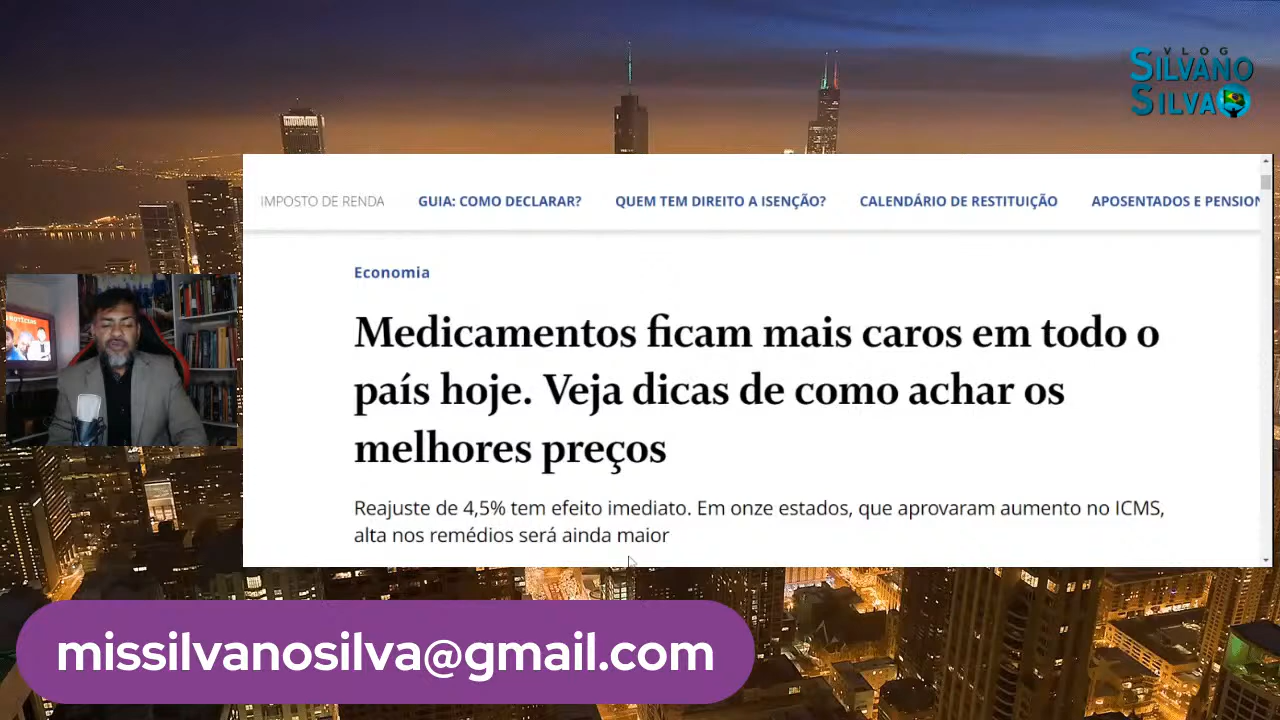 VLOG
SILVANO
SILVA
IMPOSTO DE RENDA GUIA: COMO DECLARAR? QUEM TEM DIREITO A ISENÇÃO? CALENDÁRIO DE RESTITUIÇÃO APOSENTADOS E PENSION
Economia
Medicamentos ficam mais caros em todo o
país hoje. Veja dicas de como achar os
melhores preços
Reajuste de 4,5% tem efeito imediato. Em onze estados, que aprovaram aumento no ICMS,
alta nos remédios será ainda maior
missilvanosilva@gmail.com